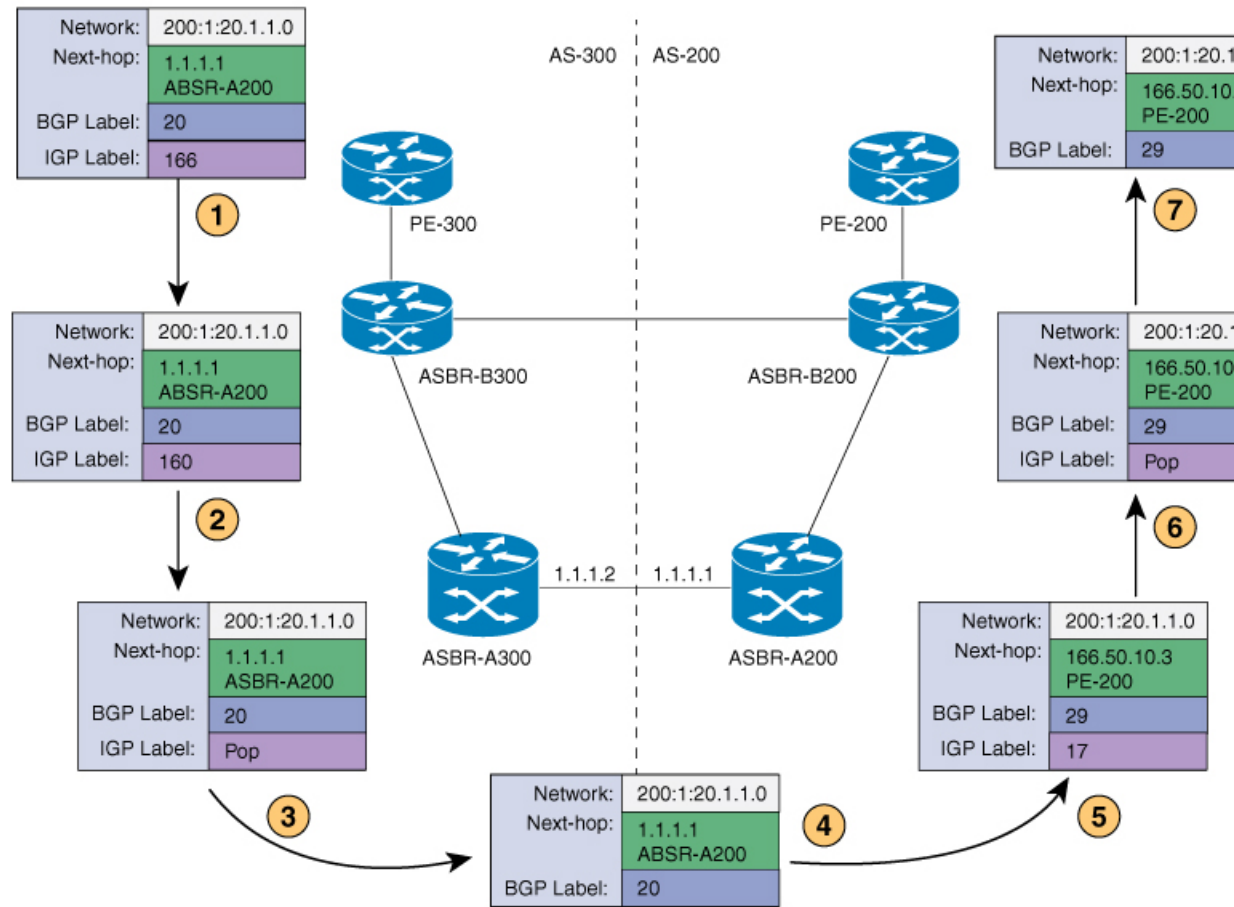 Network: 200:1:20.1.1.0
Next-hop: 1.1.1.1
ABSR-A200
BGP Label: 20
IGP Label: 166
1
Network: 200:1:20.1.1.0
Next-hop: 1.1.1.1
ABSR-A200
BGP Label: 20
IGP Label: 160
2
Network: 200:1:20.1.1.0
Next-hop: 1.1.1.1
ASBR-A200
BGP Label: 20
IGP Label: Pop
3
AS-300
AS-200
PE-300
PE-200
ASBR-B300
ASBR-B200
1.1.1.2
1.1.1.1
ASBR-A300
ASBR-A200
Network: 200:1:20.1.1.0
Next-hop: 1.1.1.1
ABSR-A200
BGP Label: 20
4
5
Network: 200:1:20.1.1.0
Next-hop: 166.50.10.3
PE-200
BGP Label: 29
IGP Label: 17
6
Network:
Next-hop:
PE-200
BGP Label: 29
IGP Label: Pop
7
Network:
Next-hop:
PE-200
BGP Label: 29